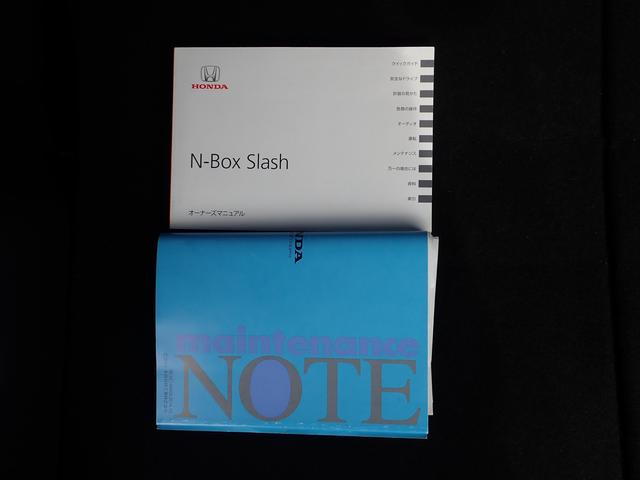 HONDA
クイックガイド
安全なドライブ
計器の見かた
各部の操作
オーディオ
運転
メンテナンス
万一の場合には
資料
索引
N-Box Slash
オーナーズマニュアル
NDA
maintenance
NOTE